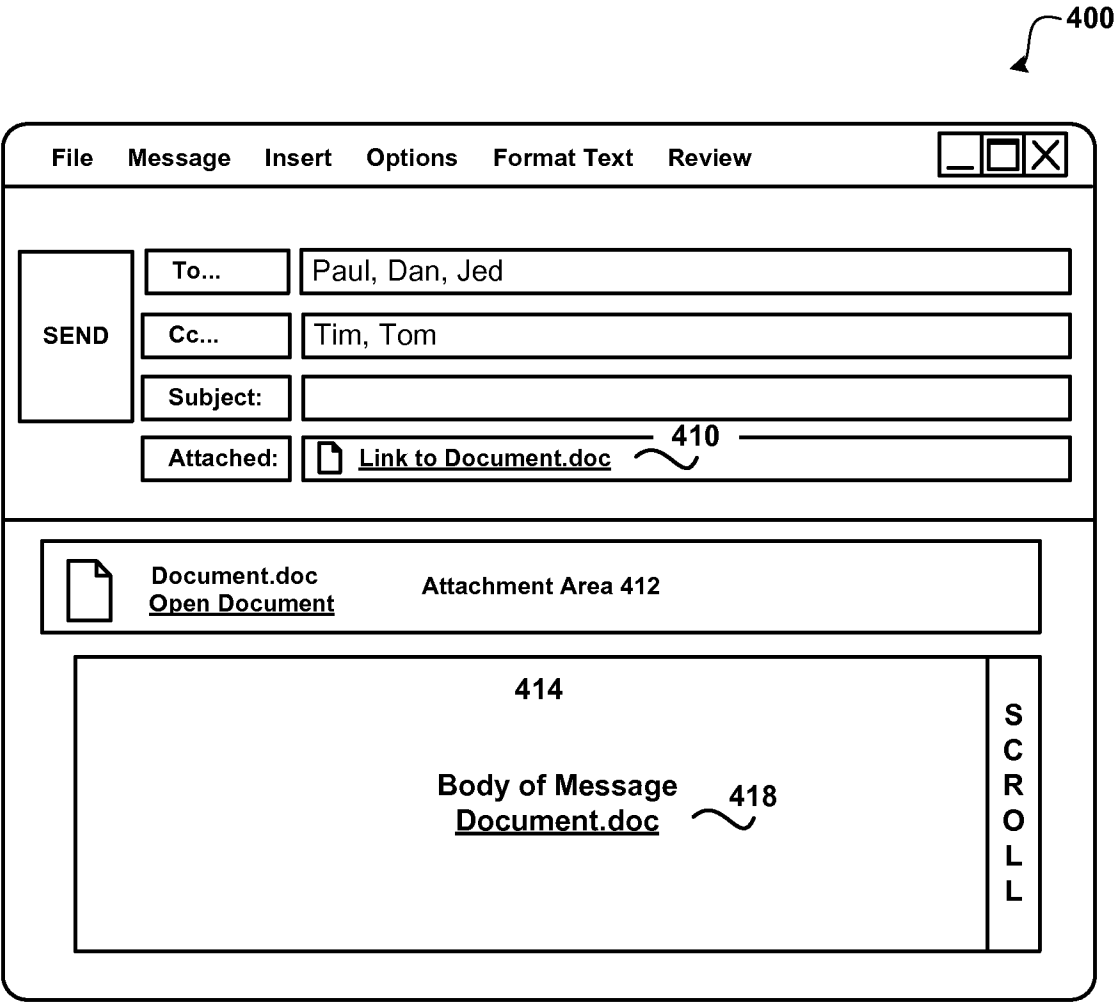 400
File Message Insert Options Format Text Review
SEND
To... Paul, Dan, Jed
Cc... Tim, Tom
Subject:
Attached: Link to Document.doc 410
Document.doc
Open Document
Attachment Area 412
414
Body of Message
Document.doc 418
SCROLL